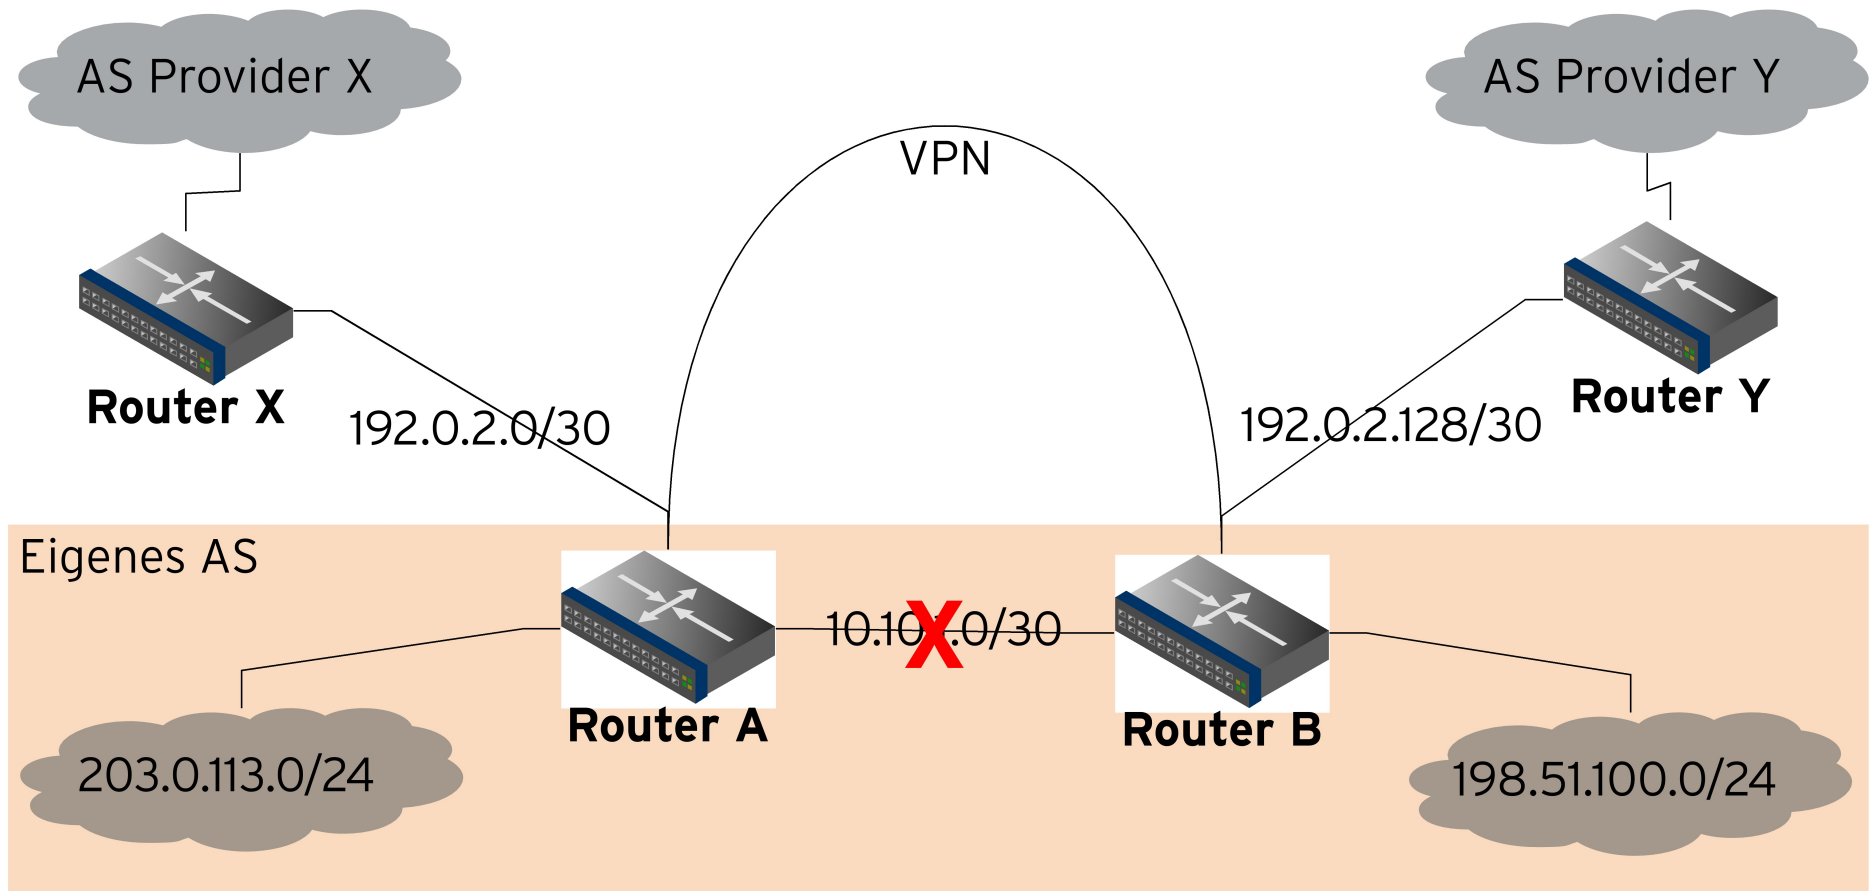 AS Provider X
AS Provider Y
VPN
Router X
Router Y
192.0.2.0/30
192.0.2.128/30
Eigenes AS
X
Router A
Router B
203.0.113.0/24
198.51.100.0/24